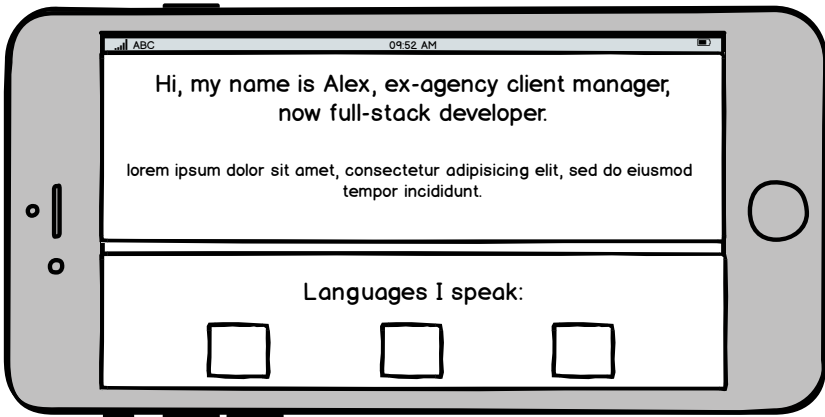 ABC
09:52 AM
Hi, my name is Alex, ex-agency client manager,
now full-stack developer.
lorem ipsum dolor sit amet, consectetur adipisicing elit, sed do eiusmod
tempor incididunt.
Languages I speak: